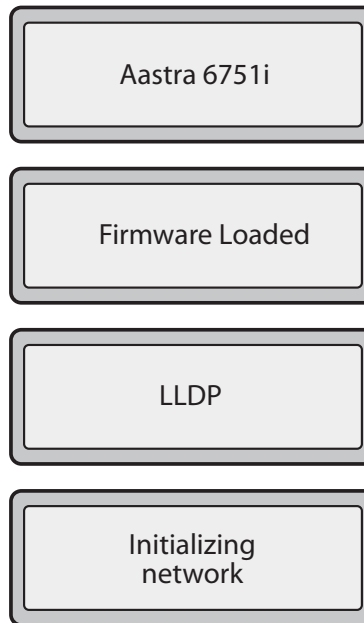 Aastra 6751i
Firmware Loaded
LLDP
Initializing
network